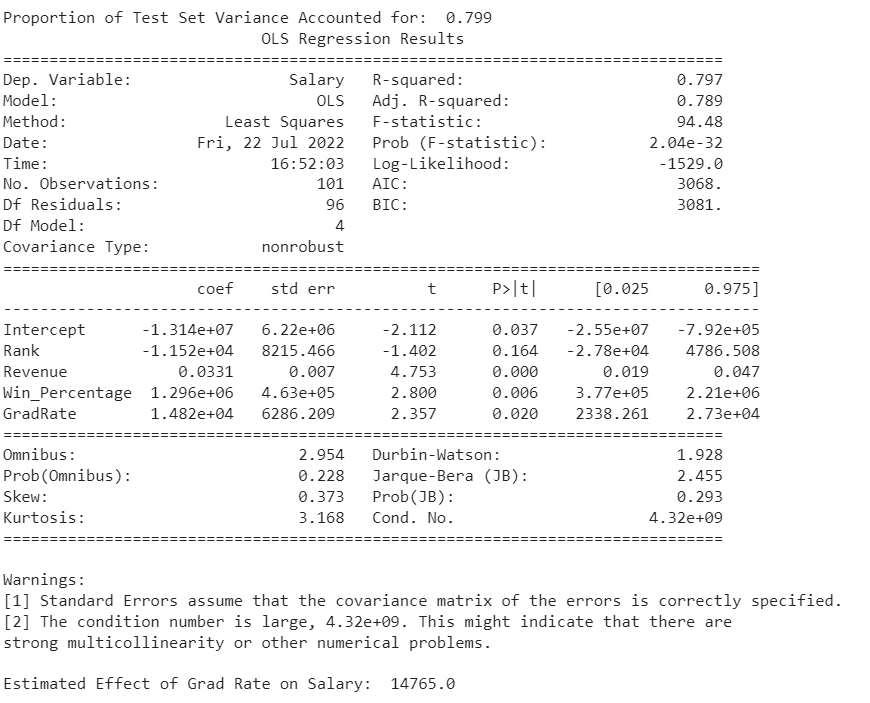 Proportion of Test Set Variance Accounted for:  0.799
                            OLS Regression Results
==============================================================================
Dep. Variable:                 Salary   R-squared:                       0.797
Model:                            OLS   Adj. R-squared:                  0.789
Method:                 Least Squares   F-statistic:                     94.48
Date:                Fri, 22 Jul 2022   Prob (F-statistic):           2.04e-32
Time:                        16:52:03   Log-Likelihood:                -1529.0
No. Observations:                 101   AIC:                             3068.
Df Residuals:                      96   BIC:                             3081.
Df Model:                           4
Covariance Type:            nonrobust
==================================================================================
                     coef    std err          t      P>|t|      [0.025      0.975]
----------------------------------------------------------------------------------
Intercept      -1.314e+07   6.22e+06     -2.112      0.037   -2.55e+07   -7.92e+05
Rank           -1.152e+04   8215.466     -1.402      0.164   -2.78e+04    4786.508
Revenue            0.0331      0.007      4.753      0.000       0.019       0.047
Win_Percentage  1.296e+06   4.63e+05      2.800      0.006    3.77e+05    2.21e+06
GradRate        1.482e+04   6286.209      2.357      0.020    2338.261    2.73e+04
==============================================================================
Omnibus:                        2.954   Durbin-Watson:                   1.928
Prob(Omnibus):                  0.228   Jarque-Bera (JB):                2.455
Skew:                           0.373   Prob(JB):                        0.293
Kurtosis:                       3.168   Cond. No.                     4.32e+09
==============================================================================

Warnings:
[1] Standard Errors assume that the covariance matrix of the errors is correctly specified.
[2] The condition number is large, 4.32e+09. This might indicate that there are
strong multicollinearity or other numerical problems.

Estimated Effect of Grad Rate on Salary:  14765.0